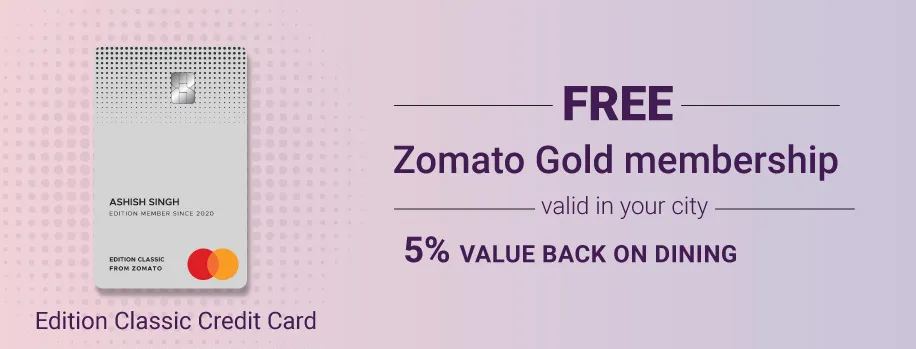 ASHISH SINGH
EDITION MEMBER SINCE 2020
EDITION CLASSIC
FROM ZOMATO
Edition Classic Credit Card
FREE
Zomato Gold membership
valid in your city
5% VALUE BACK ON DINING